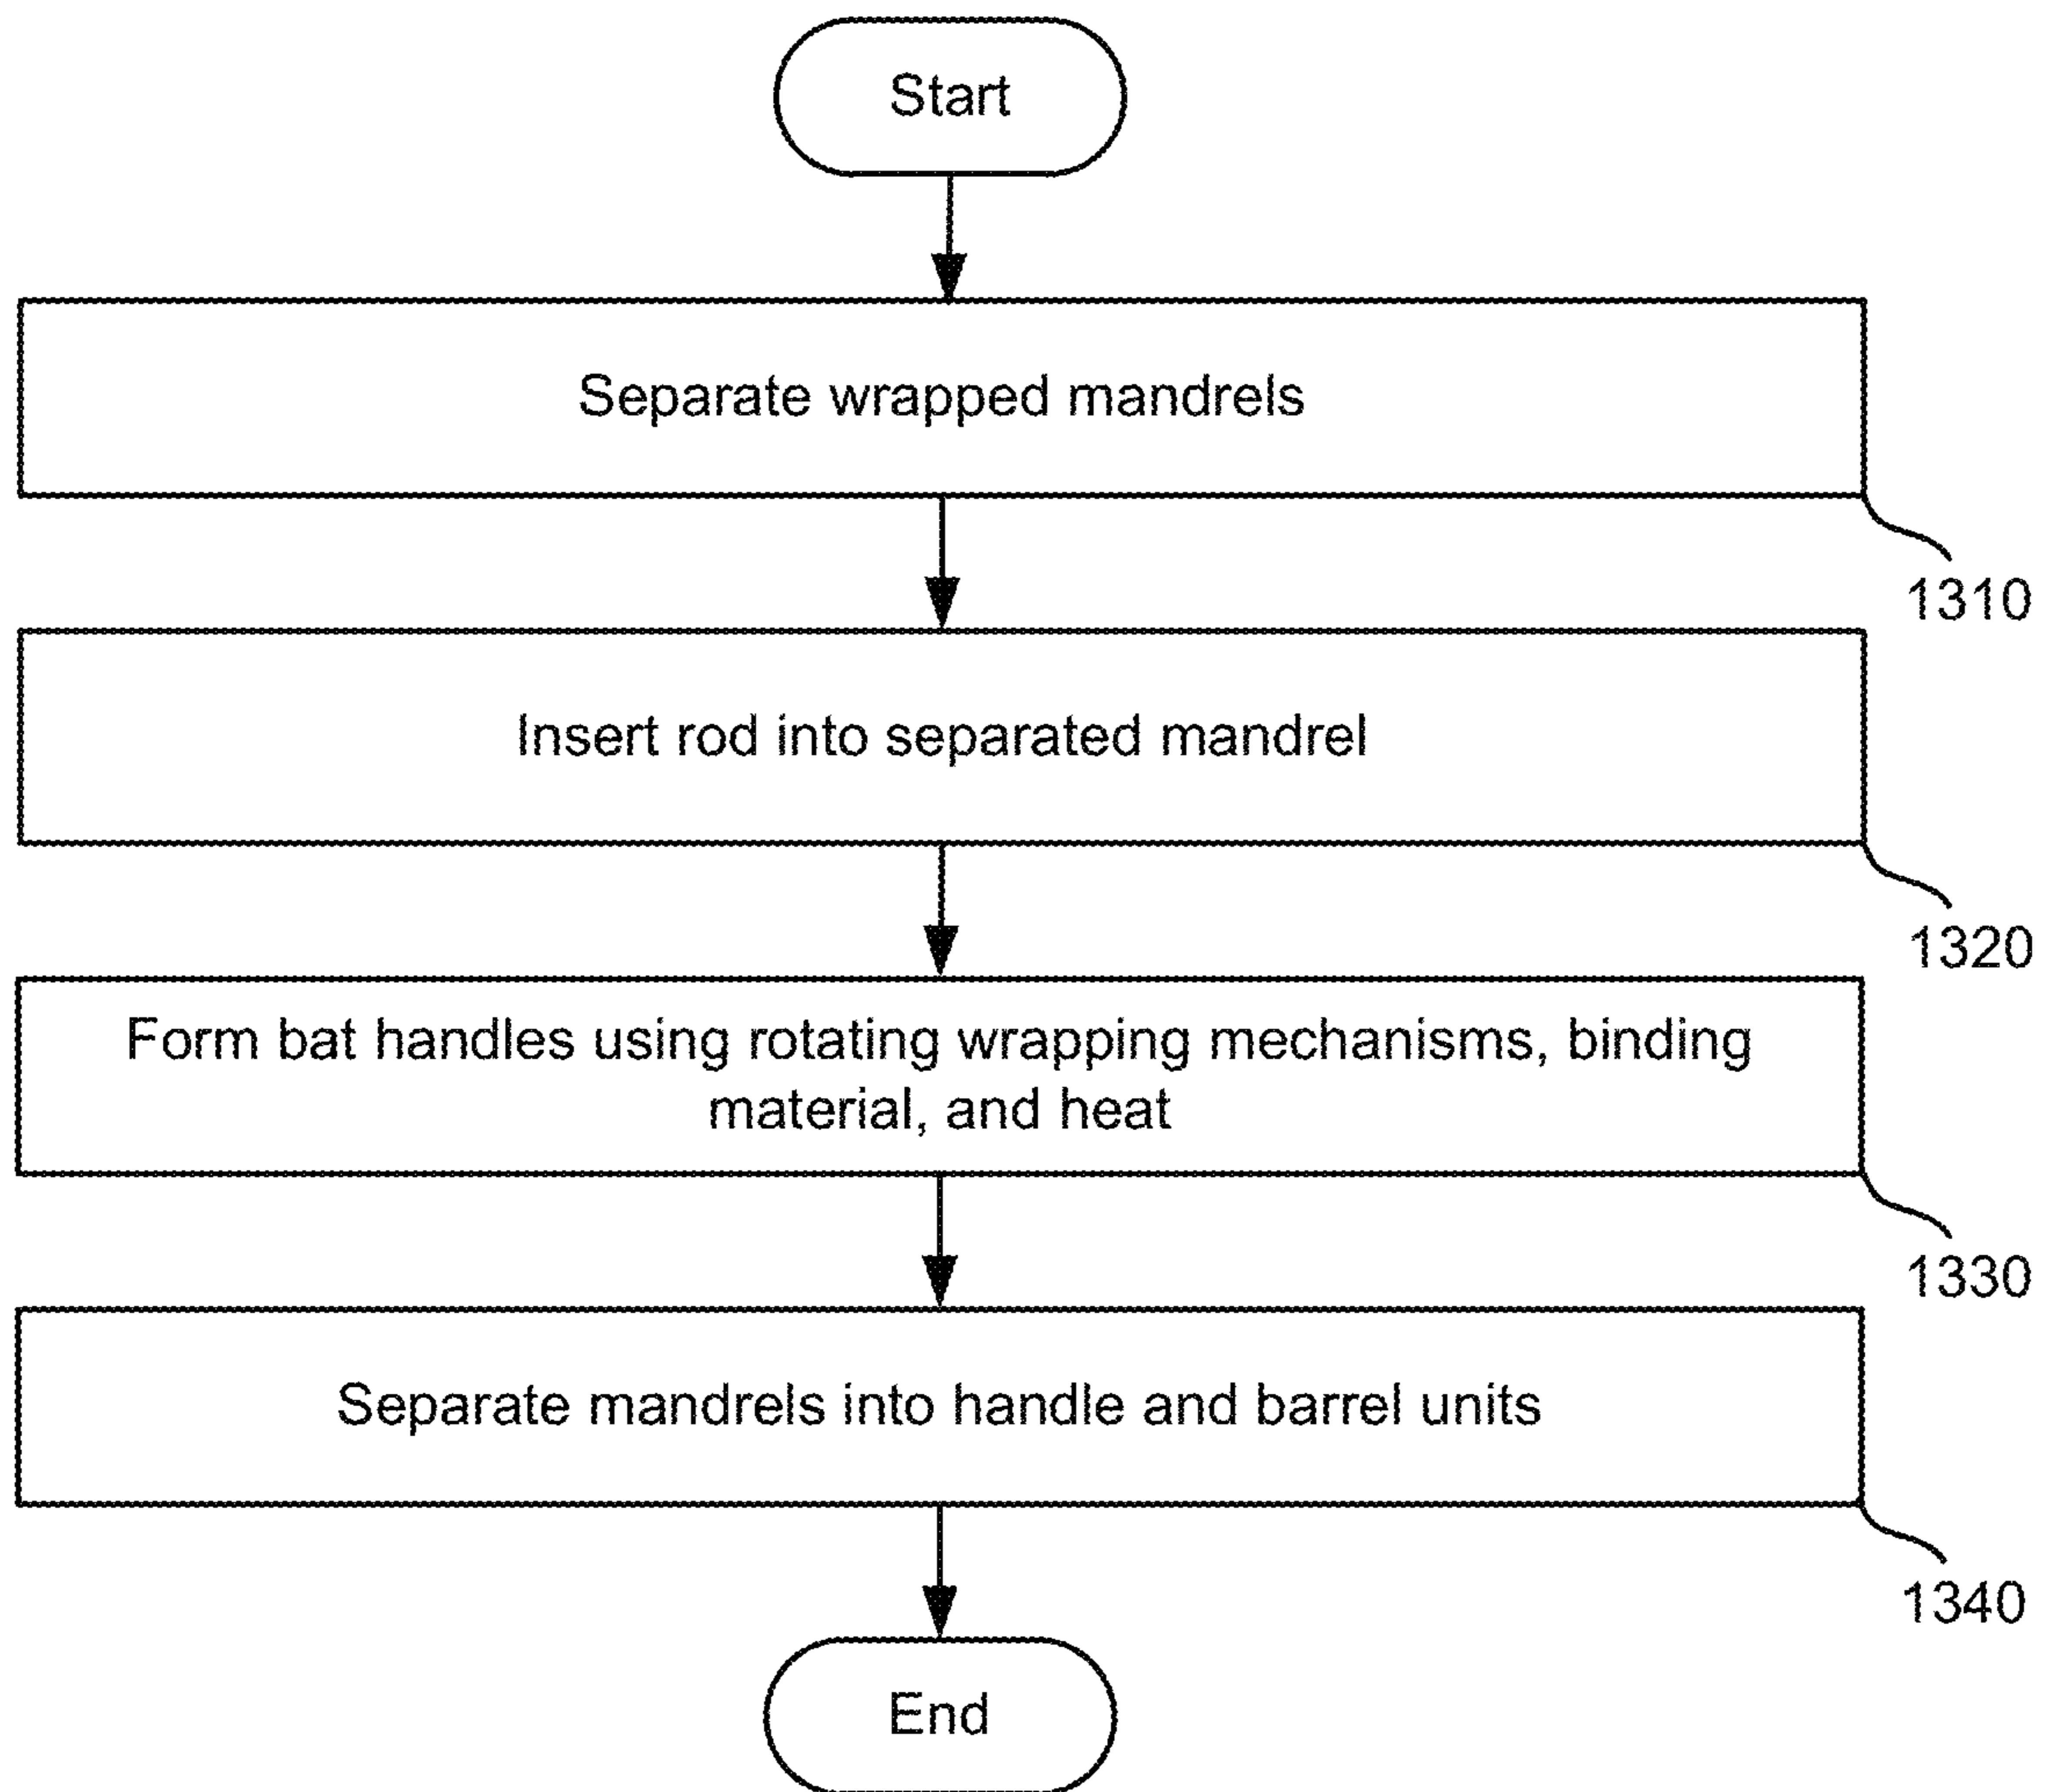 Start
Separate wrapped mandrels
1310
Insert rod into separated mandrel
1320
Form bat handles using rotating wrapping mechanisms, binding
material, and heat
1330
Separate mandrels into handle and barrel units
1340
End